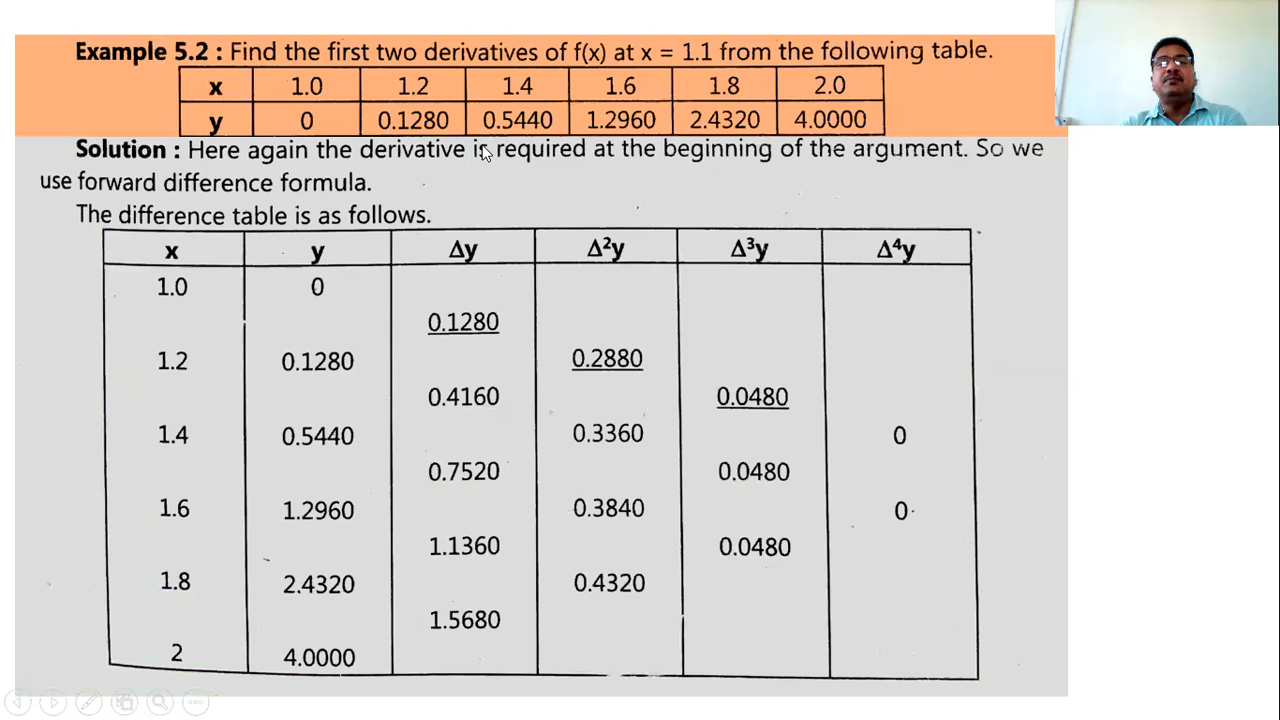 Example 5.2 : Find the first two derivatives of f(x) at x = 1.1 from the following table.
x 1.0 1.2 1.4 1.6 1.8 2.0
y 0 0.1280 0.5440 1.2960 2.4320 4.0000
Solution : Here again the derivative is required at the beginning of the argument. So we
use forward difference formula.
The difference table is as follows.
x y Δy Δ²y Δ³y Δ⁴y
1.0 0
0.1280
1.2 0.1280 0.2880
0.4160 0.0480
1.4 0.5440 0.3360 0
0.7520 0.0480
1.6 1.2960 0.3840 0
1.1360 0.0480
1.8 2.4320 0.4320
1.5680
2 4.0000